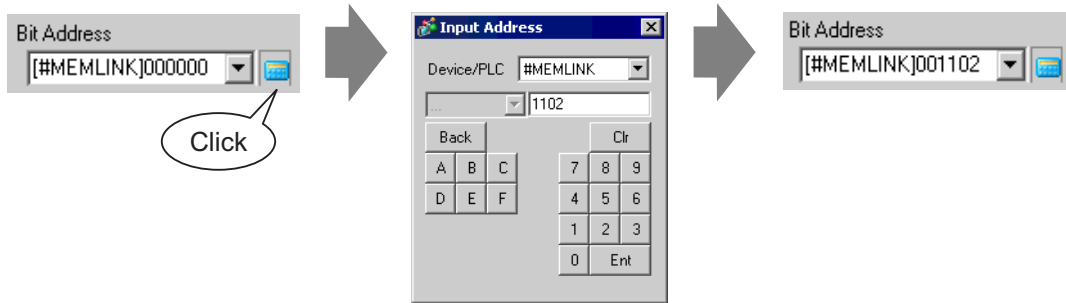 Bit Address
[#MEMLINK]000000
Click
Input Address
Device/PLC #MEMLINK
... 1102
Back Clr
A B C 7 8 9
D E F 4 5 6
1 2 3
0 Ent
Bit Address
[#MEMLINK]001102